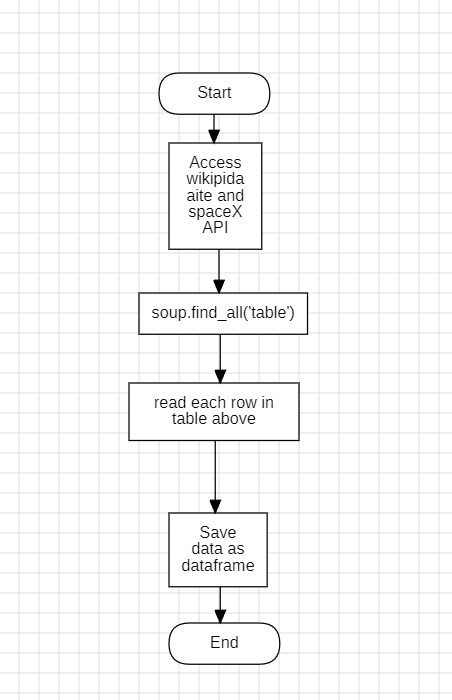 Start
Access
wikipida
aite and
spaceX
API
soup.find_all('table')
read each row in
table above
Save
data as
dataframe
End